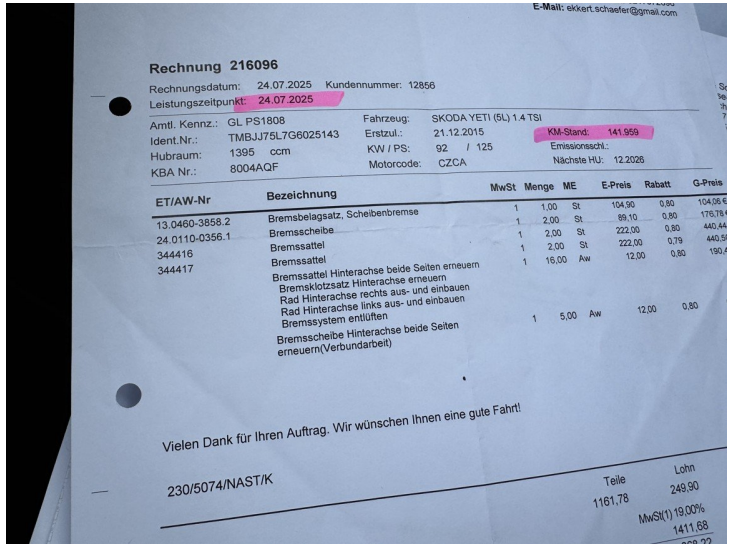 E-Mail: ekkert.schaefer@gmail.com
Rechnung 216096
Rechnungsdatum: 24.07.2025 Kundennummer: 12856
Leistungszeitpunkt: 24.07.2025
Amtl. Kennz.: GL PS1808 Fahrzeug: SKODA YETI (5L) 1.4 TSI
Ident.Nr.: TMBJJ75L7G6025143 Erstzul.: 21.12.2015 KM-Stand: 141.959
Hubraum: 1395 ccm KW / PS: 92 / 125 Emissionsschl.:
KBA Nr.: 8004AQF Motorcode: CZCA Nächste HU: 12.2026
ET/AW-Nr Bezeichnung MwSt Menge ME E-Preis Rabatt G-Preis
13.0460-3858.2 Bremsbelagsatz, Scheibenbremse 1 1,00 St 104,90 0,80 104,06 €
24.0110-0356.1 Bremsscheibe 1 2,00 St 89,10 0,80 176,78 €
344416 Bremssattel 1 2,00 St 222,00 0,80 440,44
344417 Bremssattel 1 2,00 St 222,00 0,79 440,50
Bremssattel Hinterachse beide Seiten erneuern 1 16,00 Aw 12,00 0,80 190,4
Bremsklotzsatz Hinterachse erneuern
Rad Hinterachse rechts aus- und einbauen
Rad Hinterachse links aus- und einbauen
Bremssystem entlüften
Bremsscheibe Hinterachse beide Seiten 1 5,00 Aw 12,00 0,80
erneuern(Verbundarbeit)
Vielen Dank für Ihren Auftrag. Wir wünschen Ihnen eine gute Fahrt!
230/5074/NAST/K
Teile Lohn
1161,78 249,90
MwSt(1) 19,00%
1411,68